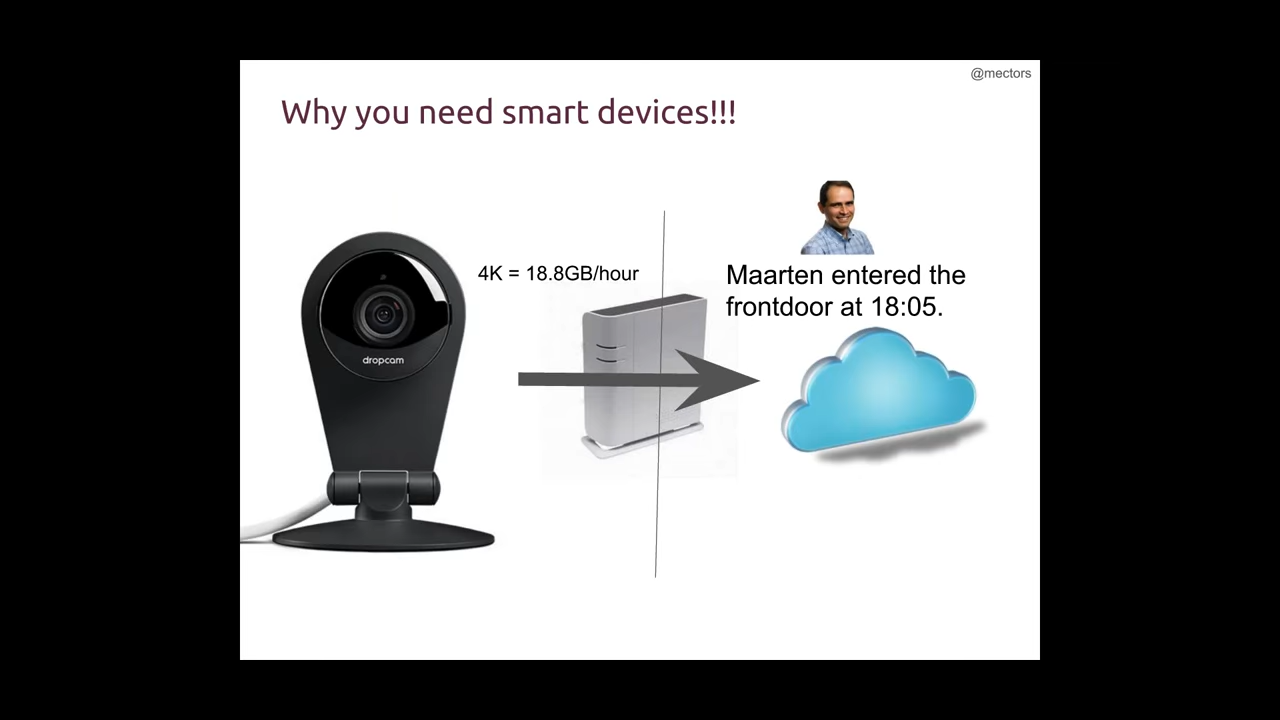 @mectors
Why you need smart devices!!!
4K = 18.8GB/hour
Maarten entered the
frontdoor at 18:05.
dropcam